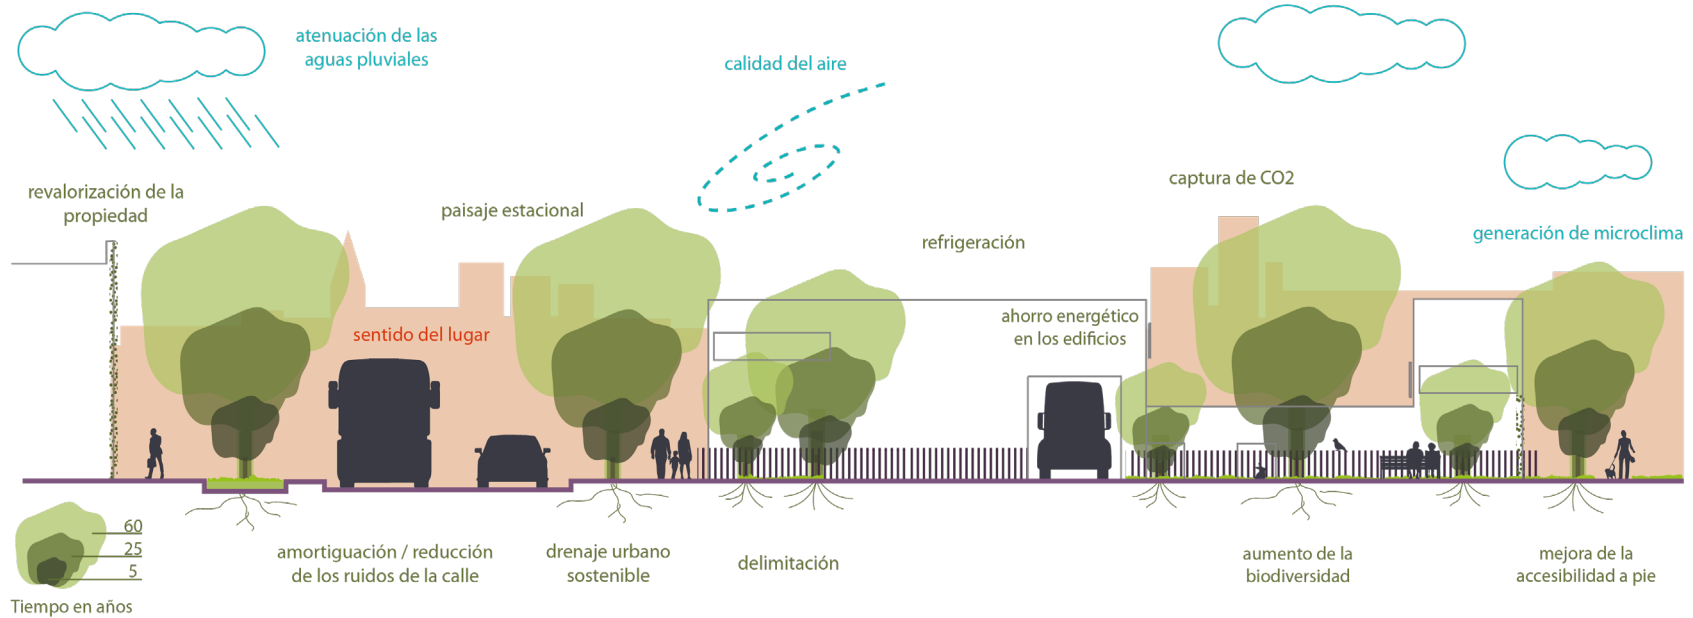 atenuación de las
aguas pluviales
calidad del aire
revalorización de la
propiedad
paisaje estacional
captura de CO2
refrigeración
generación de microclima
sentido del lugar
ahorro energético
en los edificios
60
25
5
Tiempo en años
amortiguación / reducción
de los ruidos de la calle
drenaje urbano
sostenible
delimitación
aumento de la
biodiversidad
mejora de la
accesibilidad a pie